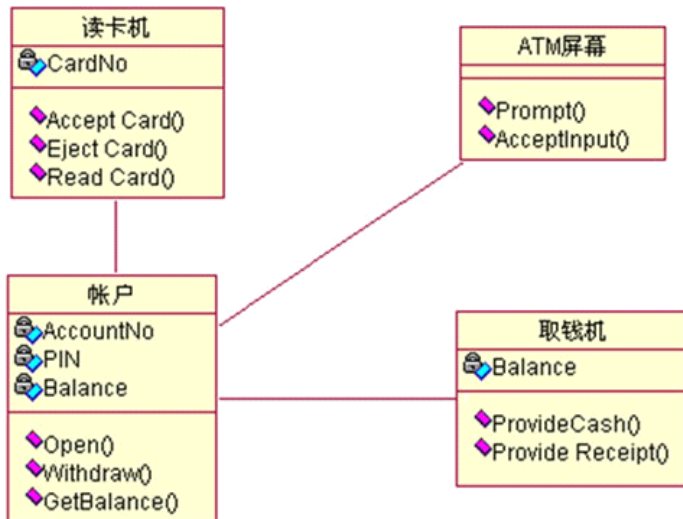 读卡机
CardNo
Accept Card()
Eject Card()
Read Card()
ATM屏幕
Prompt()
AcceptInput()
帐户
AccountNo
PIN
Balance
Open()
Withdraw()
GetBalance()
取钱机
Balance
ProvideCash()
Provide Receipt()